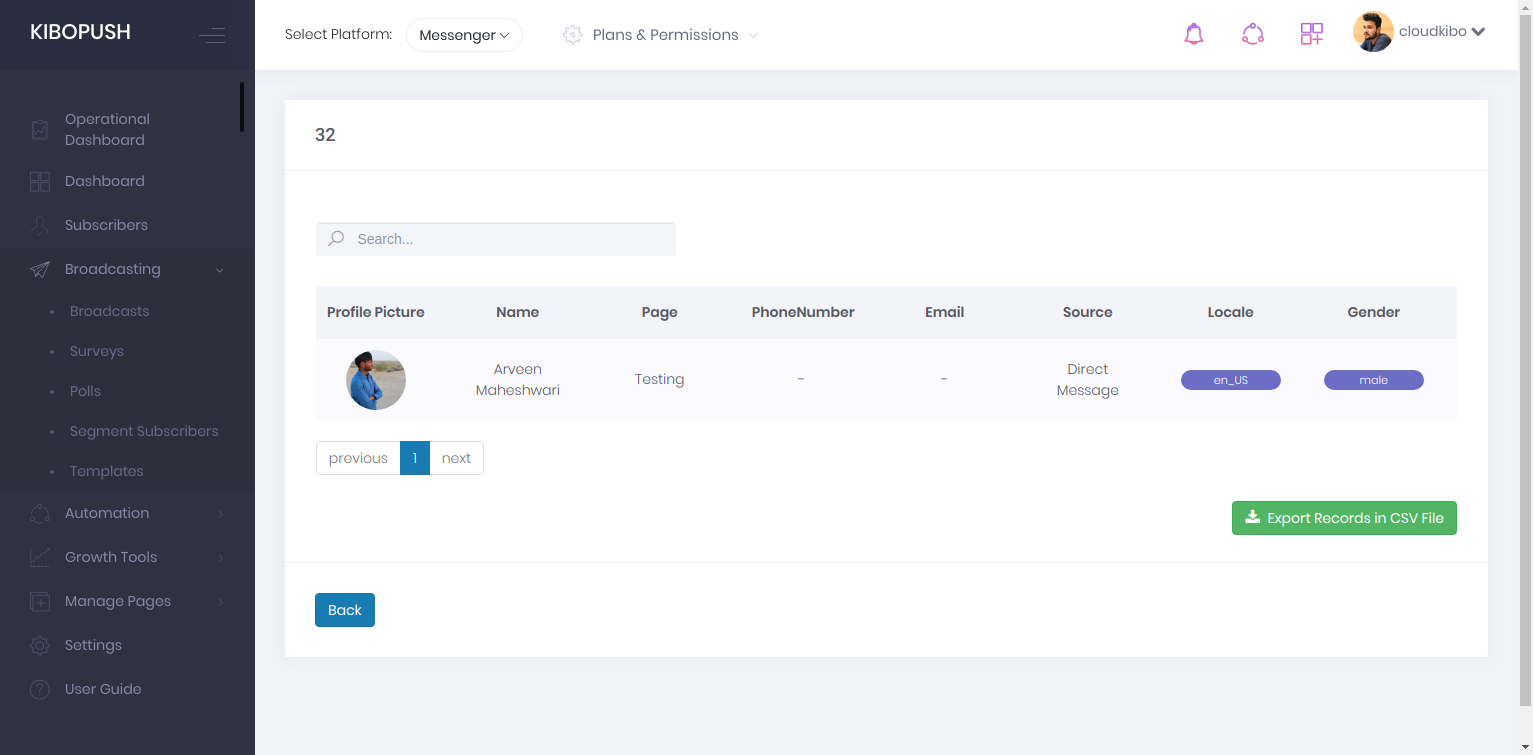 KIBOPUSH
Select Platform: Messenger Plans & Permissions cloudkibo
Operational
Dashboard
Dashboard
Subscribers
Broadcasting
Broadcasts
Surveys
Polls
Segment Subscribers
Templates
Automation
Growth Tools
Manage Pages
Settings
User Guide
32
Search...
Profile Picture Name Page PhoneNumber Email Source Locale Gender
Arveen Direct
Testing - - en_US male
Maheshwari Message
previous 1 next
Export Records in CSV File
Back